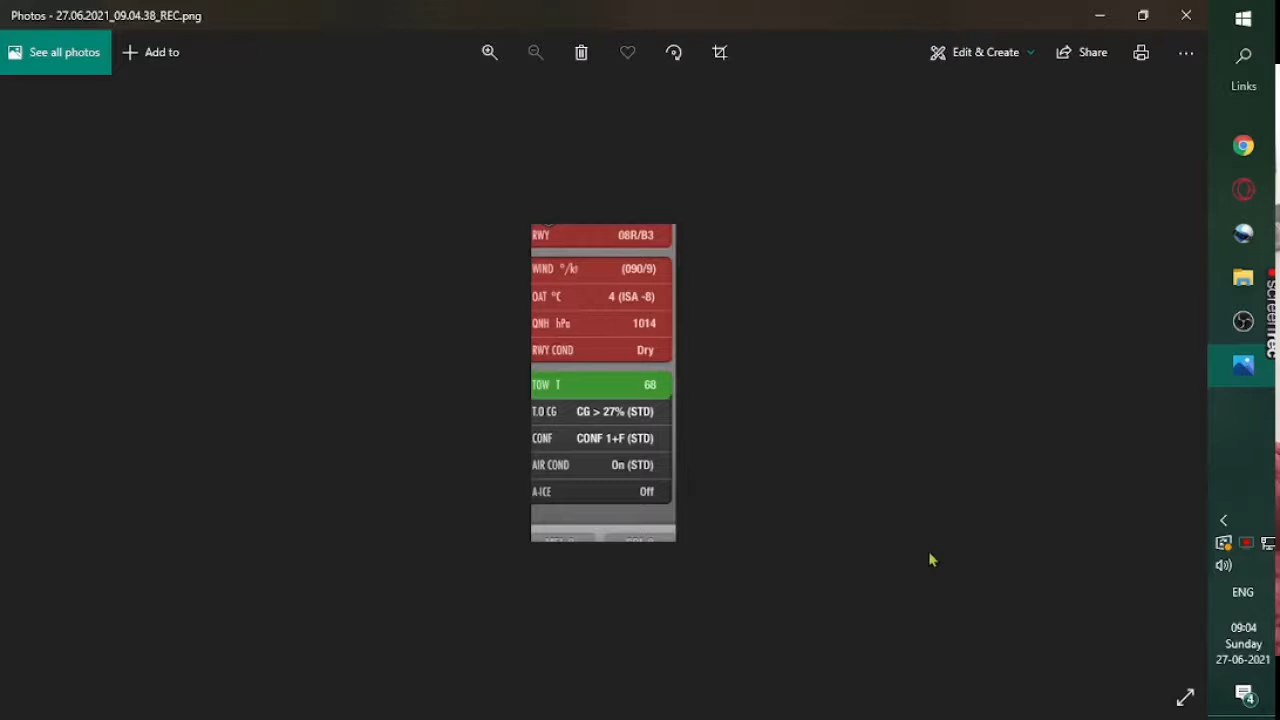 Photos - 27.06.2021_09.04.38_REC.png
See all photos
Add to
Edit & Create
Share
Links
RWY 08R/B3
WIND °/kt (090/9)
OAT °C 4 (ISA -8)
QNH hPa 1014
RWY COND Dry
TOW T 68
T.O CG CG > 27% (STD)
CONF CONF 1+F (STD)
AIR COND On (STD)
A-ICE Off
screenrec
ENG
09:04
Sunday
27-06-2021
4